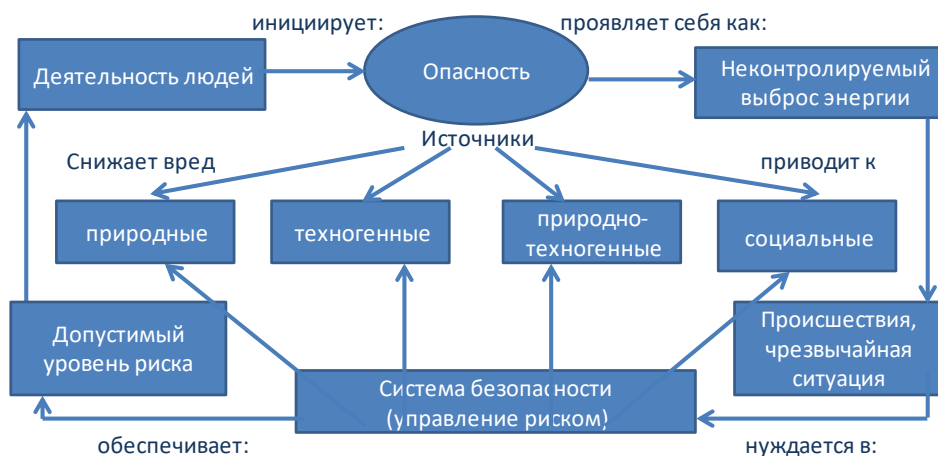 инициирует:
проявляет себя как:
Деятельность людей
Опасность
Неконтролируемый
выброс энергии
Источники
Снижает вред
приводит к
природные
техногенные
природно-
техногенные
социальные
Допустимый
уровень риска
Происшествия,
чрезвычайная
ситуация
Система безопасности
(управление риском)
обеспечивает:
нуждается в: